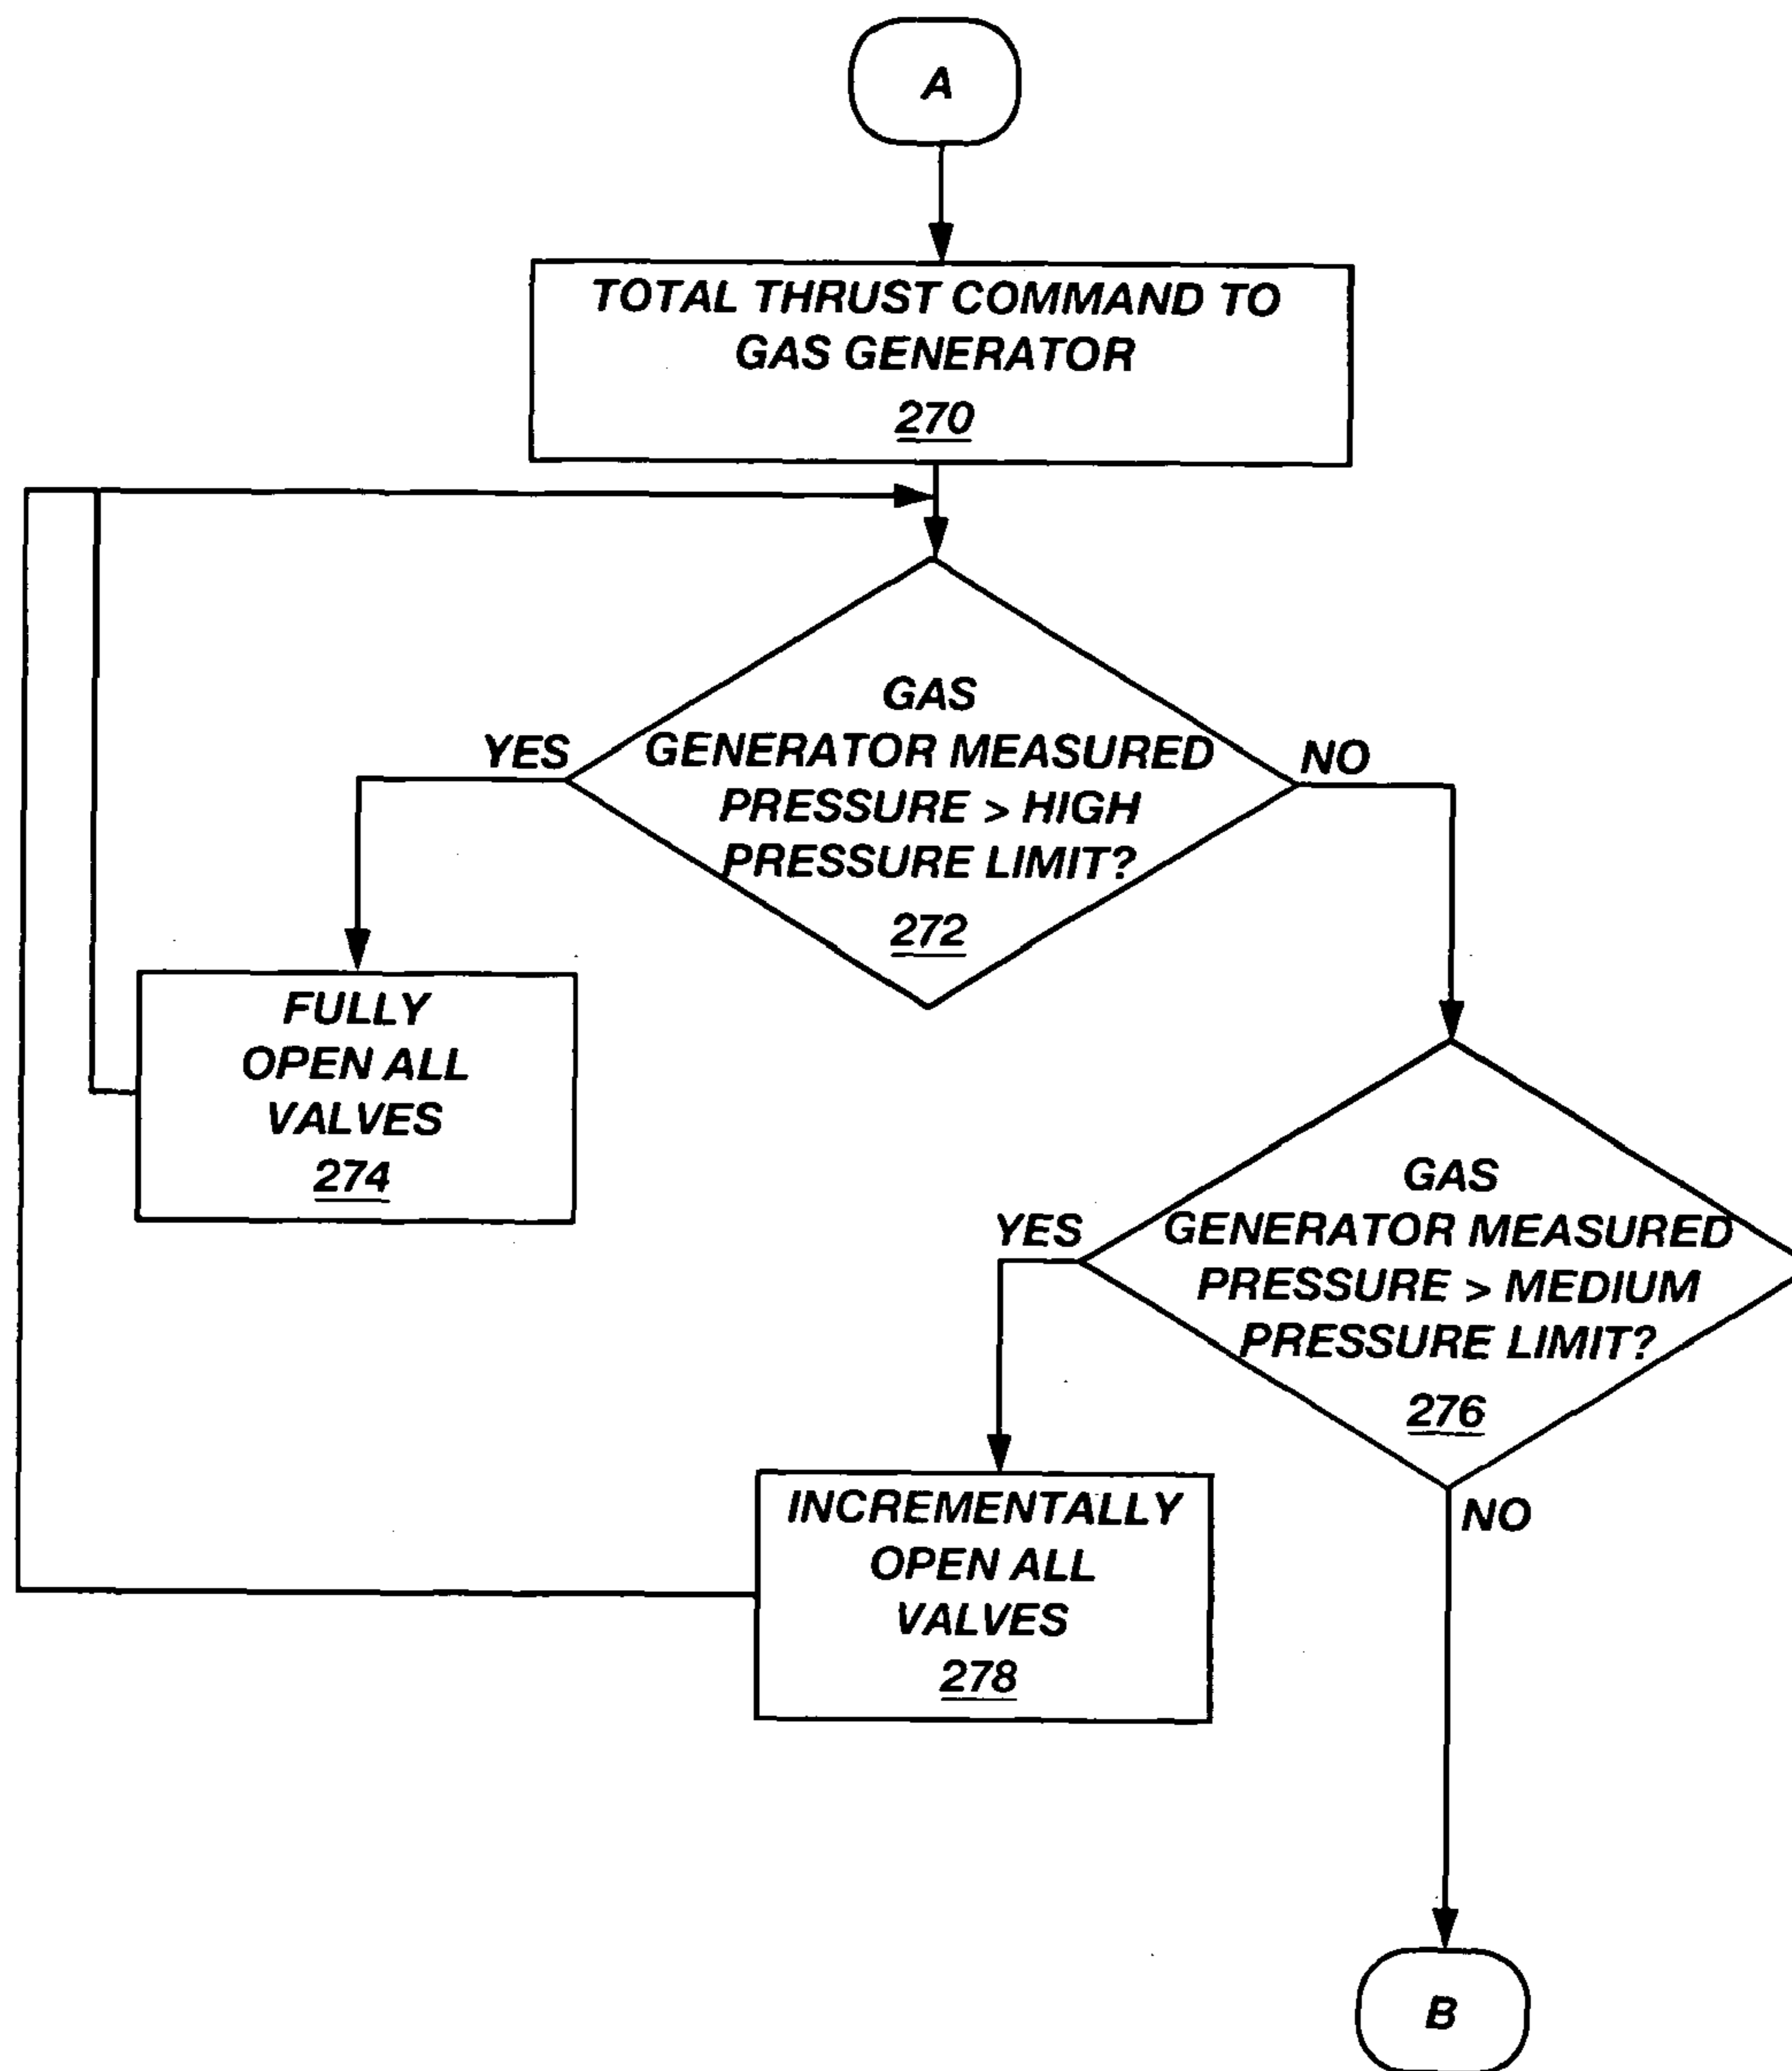 A
TOTAL THRUST COMMAND TO
GAS GENERATOR
270
GAS
GENERATOR MEASURED
PRESSURE > HIGH
PRESSURE LIMIT?
272
YES
NO
FULLY
OPEN ALL
VALVES
274
GAS
GENERATOR MEASURED
PRESSURE > MEDIUM
PRESSURE LIMIT?
276
YES
NO
INCREMENTALLY
OPEN ALL
VALVES
278
B